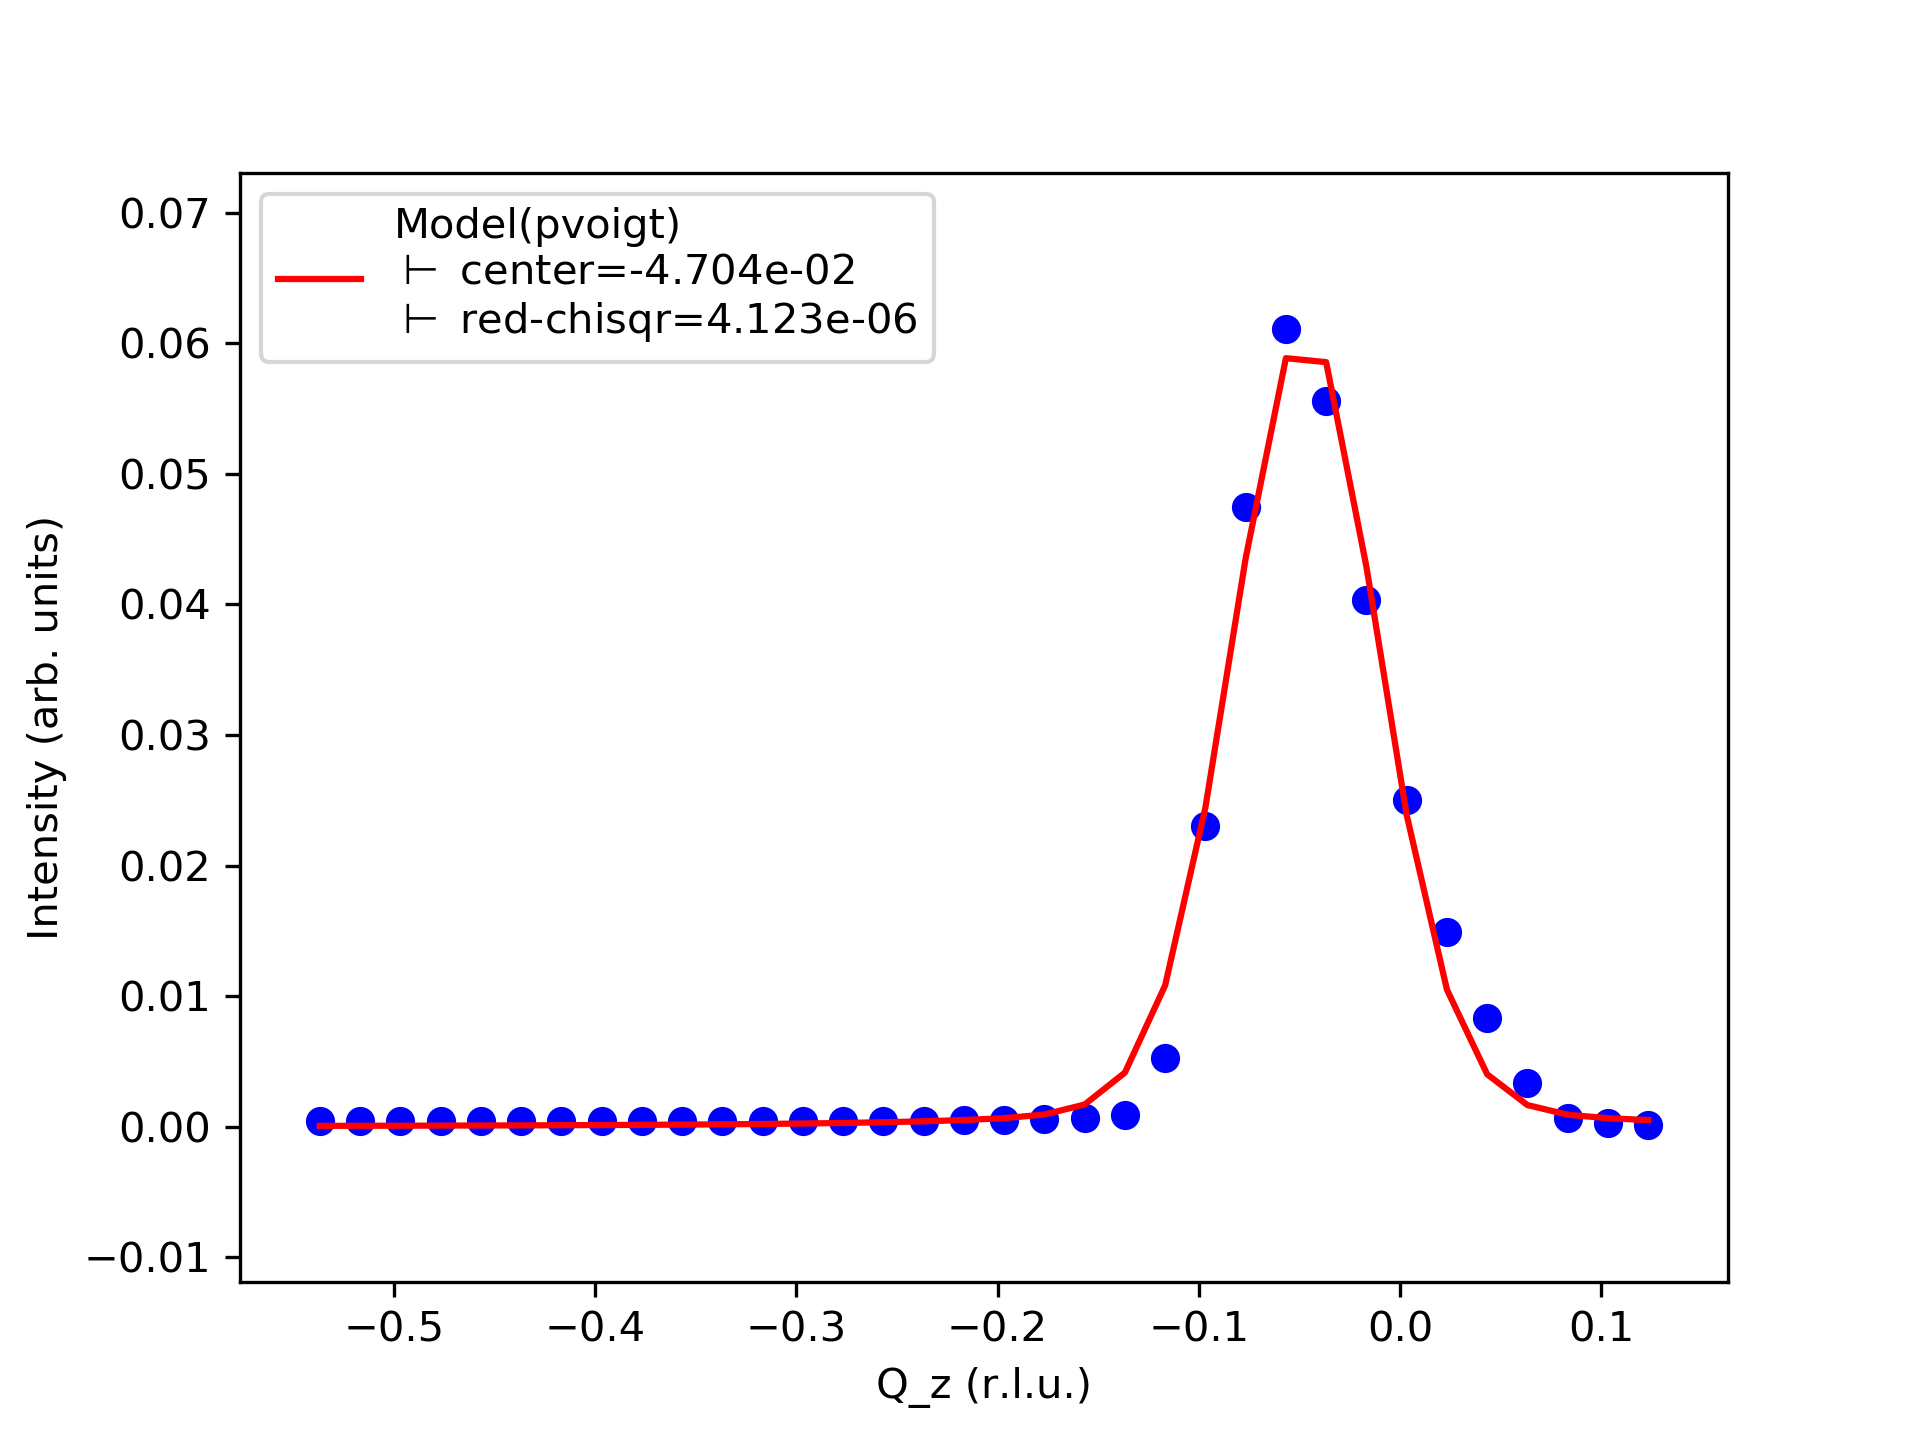 Model(pvoigt)
⊢ center=-4.704e-02
⊢ red-chisqr=4.123e-06
0.07
0.06
0.05
0.04
0.03
0.02
0.01
0.00
−0.01
Intensity (arb. units)
−0.5 −0.4 −0.3 −0.2 −0.1 0.0 0.1
Q_z (r.l.u.)